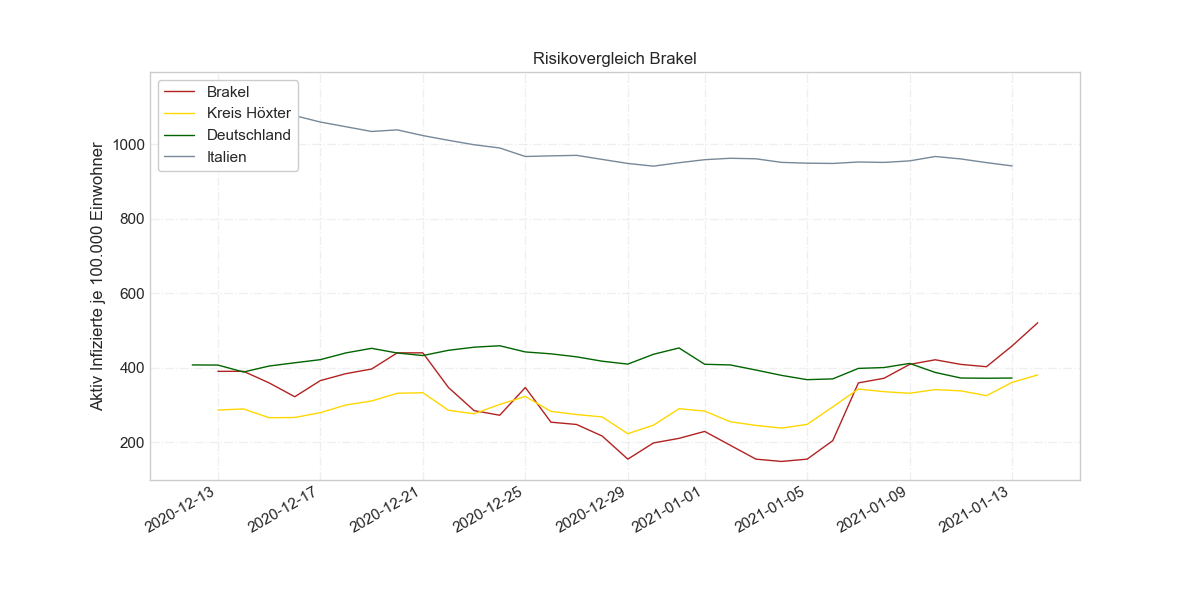 Risikovergleich Brakel
Brakel
Kreis Höxter
Deutschland
Italien
Aktiv Infizierte je 100.000 Einwohner
1000
800
600
400
200
2020-12-13
2020-12-17
2020-12-21
2020-12-25
2020-12-29
2021-01-01
2021-01-05
2021-01-09
2021-01-13